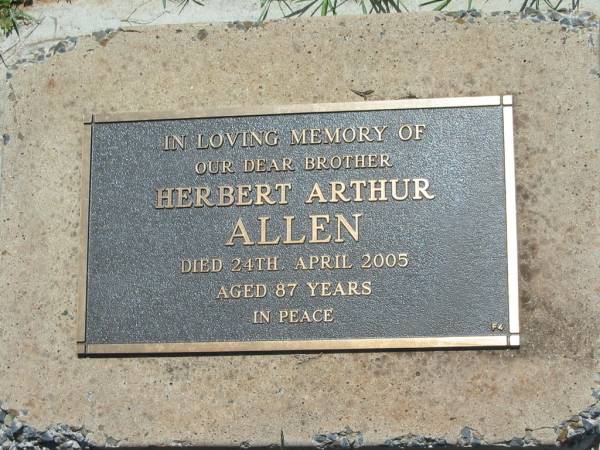 IN LOVING MEMORY OF
OUR DEAR BROTHER
HERBERT ARTHUR
ALLEN
DIED 24TH. APRIL 2005
AGED 87 YEARS
IN PEACE
F4